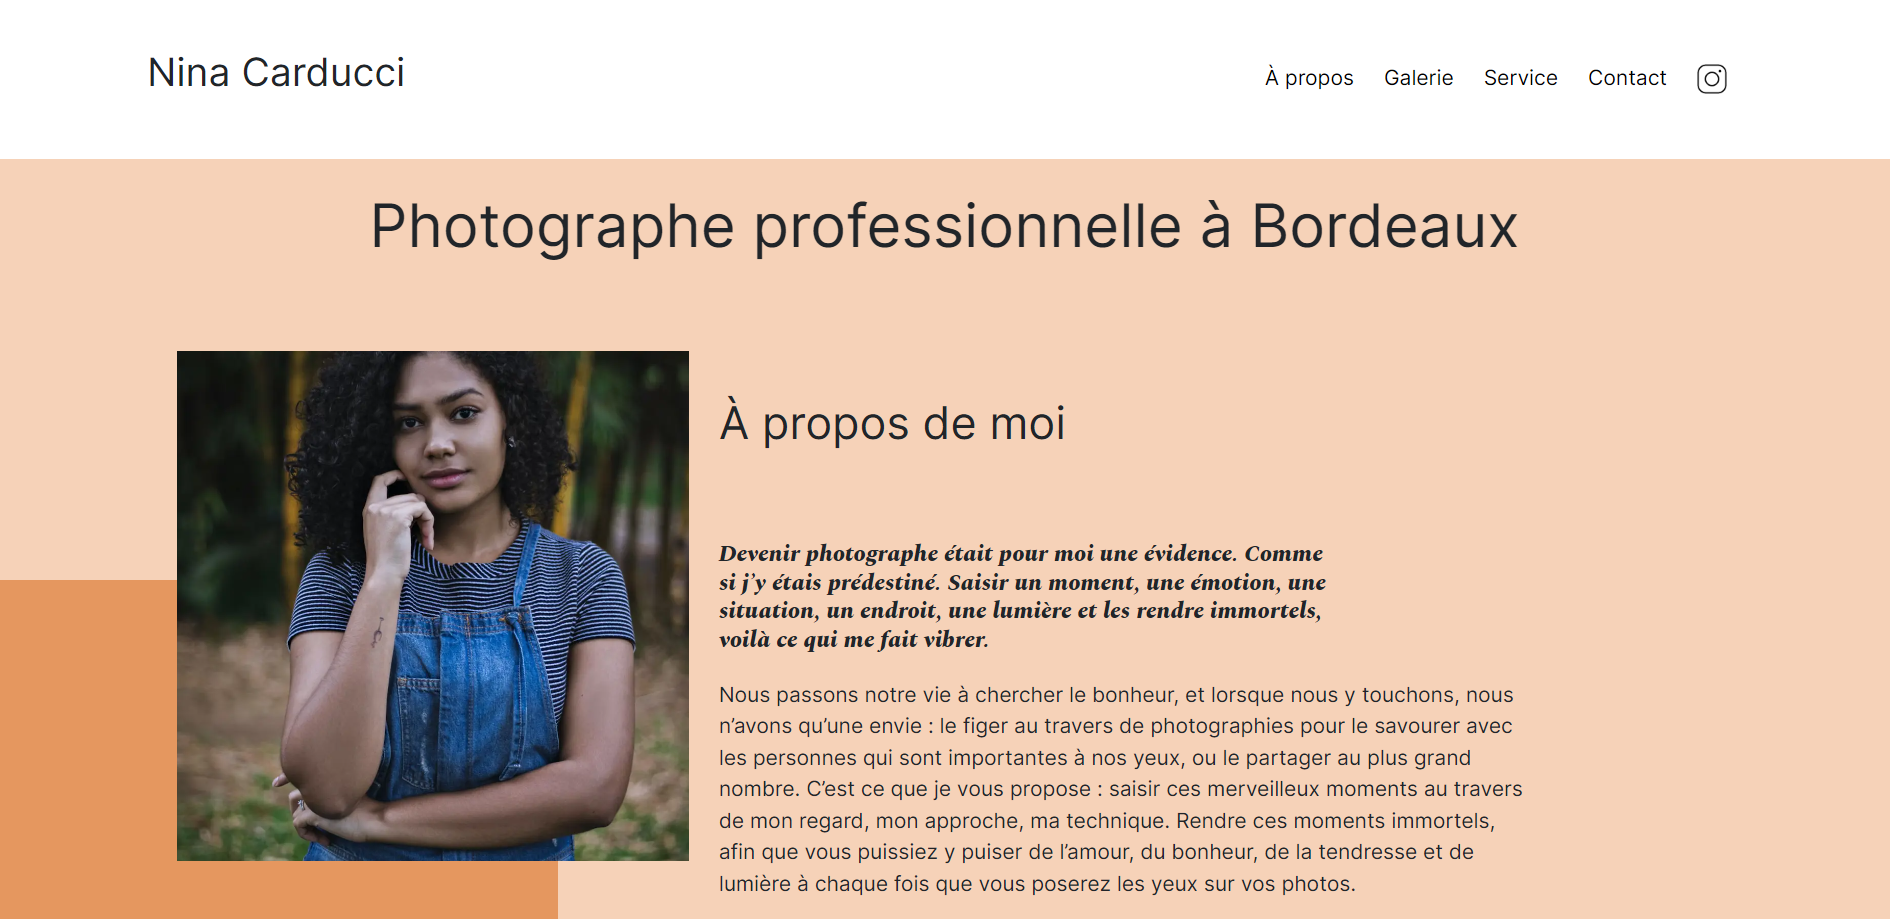 Nina Carducci
À propos
Galerie
Service
Contact
Photographe professionnelle à Bordeaux
À propos de moi
Devenir photographe était pour moi une évidence. Comme
si j’y étais prédestiné. Saisir un moment, une émotion, une
situation, un endroit, une lumière et les rendre immortels,
voilà ce qui me fait vibrer.
Nous passons notre vie à chercher le bonheur, et lorsque nous y touchons, nous
n’avons qu’une envie : le figer au travers de photographies pour le savourer avec
les personnes qui sont importantes à nos yeux, ou le partager au plus grand
nombre. C’est ce que je vous propose : saisir ces merveilleux moments au travers
de mon regard, mon approche, ma technique. Rendre ces moments immortels,
afin que vous puissiez y puiser de l’amour, du bonheur, de la tendresse et de
lumière à chaque fois que vous poserez les yeux sur vos photos.